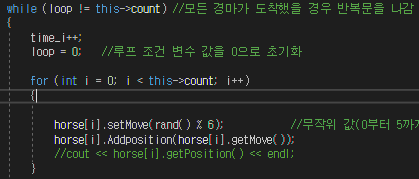 while (loop != this->count) //모든 경마가 도착했을 경우 반복문을 나감
{
time_i++;
loop = 0; //루프 조건 변수 값을 0으로 초기화
for (int i = 0; i < this->count; i++)
{
horse[i].setMove(rand() % 6); //무작위 값(0부터 5까지
horse[i].Addposition(horse[i].getMove());
//cout << horse[i].getPosition() << endl;
}